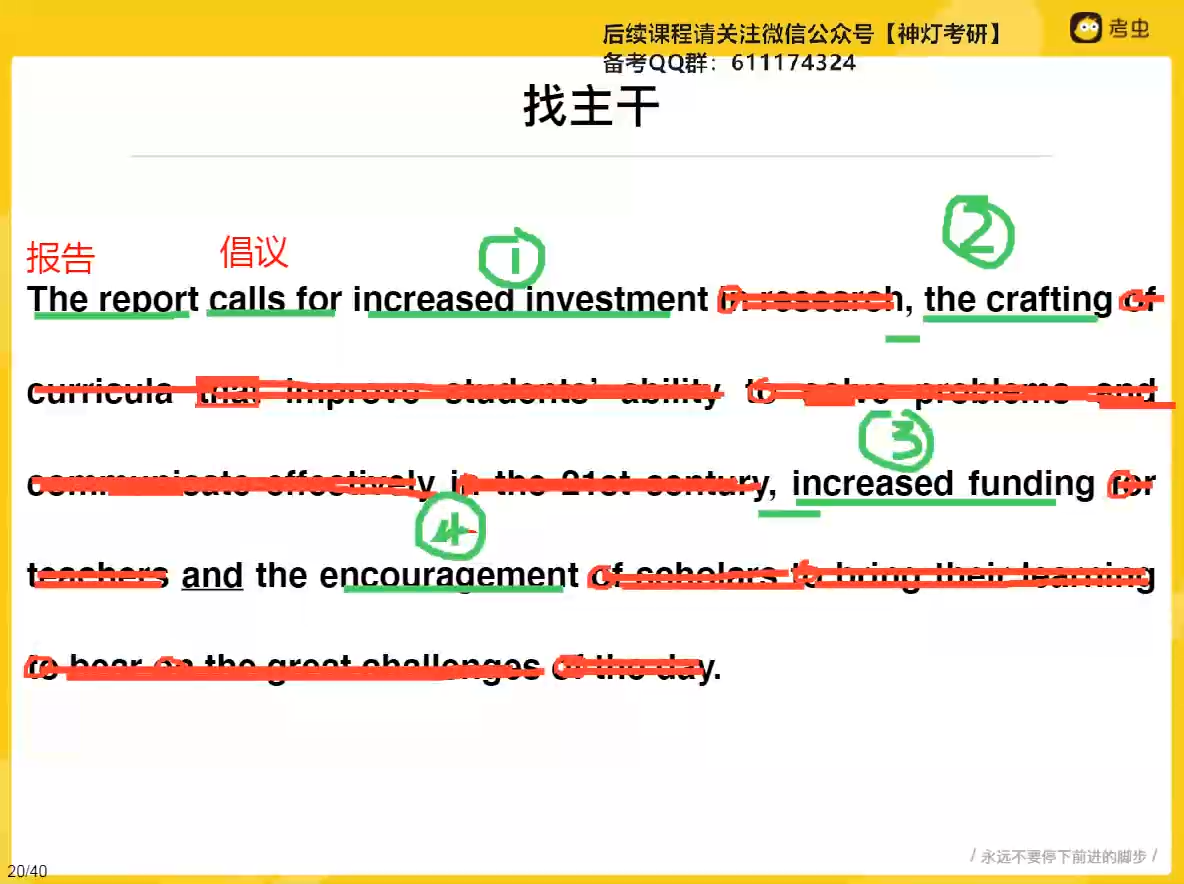 后续课程请关注微信公众号【神灯考研】
考虫
备考QQ群：611174324
找主干
② 
①
报告 倡议
The report calls for increased investment in research, the crafting of
curricula that improve students' ability to solve problems and
③
communicate effectively in the 21st century, increased funding for
④
teachers and the encouragement of scholars to bring their learning
to bear on the great challenges of the day.
/ 永远不要停下前进的脚步 /
20/40